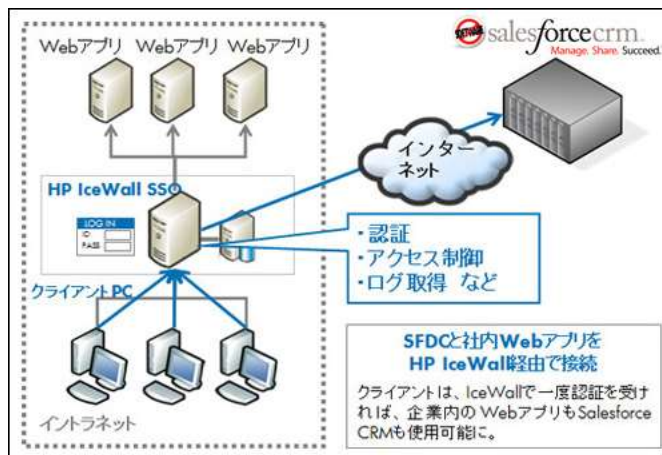 Webアプリ Webアプリ Webアプリ
salesforcecrm.
Manage. Share. Succeed.
インター
ネット
HP IceWall SSO
LOG IN
ID
PASS
・認証
・アクセス制御
・ログ取得 など
クライアントPC
イントラネット
SFDCと社内Webアプリを
HP IceWall経由で接続
クライアントは、IceWallで一度認証を受け
れば、企業内のWebアプリもSalesforce
CRMも使用可能に。